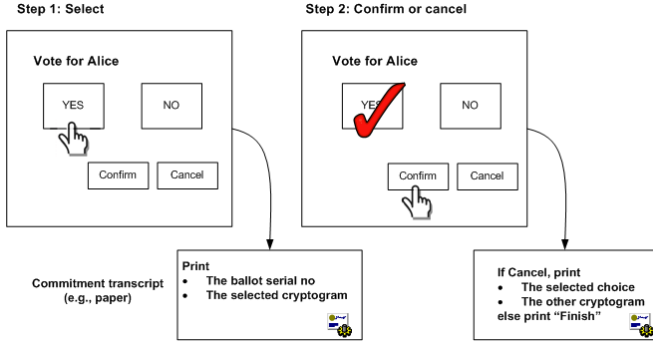 Step 1: Select
Vote for Alice
YES
NO
Confirm
Cancel
Commitment transcript
(e.g., paper)
Print
• The ballot serial no
• The selected cryptogram
Step 2: Confirm or cancel
Vote for Alice
YES
NO
Confirm
Cancel
If Cancel, print
• The selected choice
• The other cryptogram
else print “Finish”